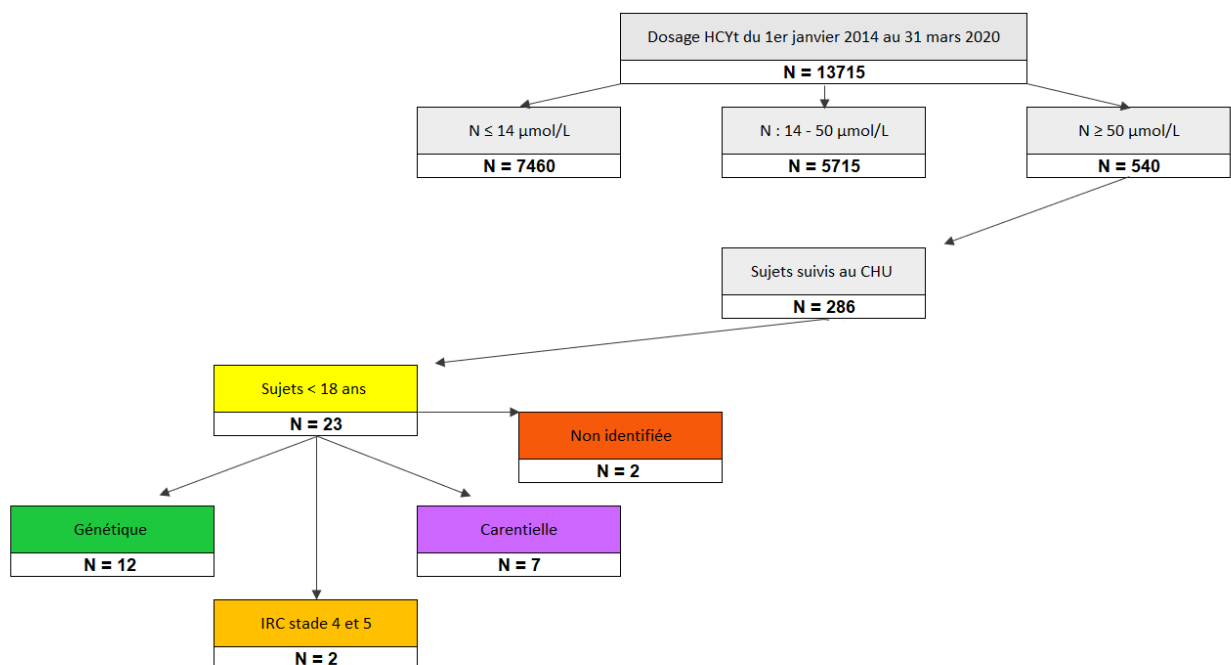 Dosage HCYt du 1er janvier 2014 au 31 mars 2020
N = 13715
N ≤ 14 µmol/L
N = 7460
N : 14 - 50 µmol/L
N = 5715
N ≥ 50 µmol/L
N = 540
Sujets suivis au CHU
N = 286
Sujets < 18 ans
N = 23
Non identifiée
N = 2
Génétique
N = 12
Carentielle
N = 7
IRC stade 4 et 5
N = 2